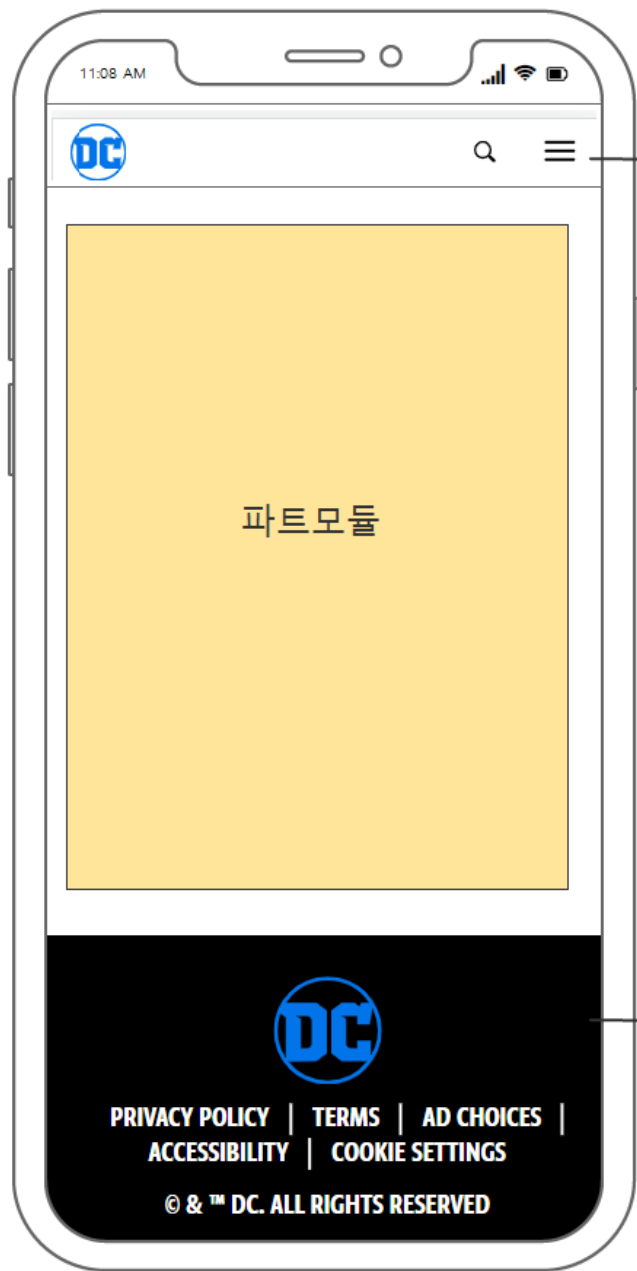 11:08 AM
DC
파트모듈
DC
PRIVACY POLICY | TERMS | AD CHOICES |
ACCESSIBILITY | COOKIE SETTINGS
© & ™ DC. ALL RIGHTS RESERVED